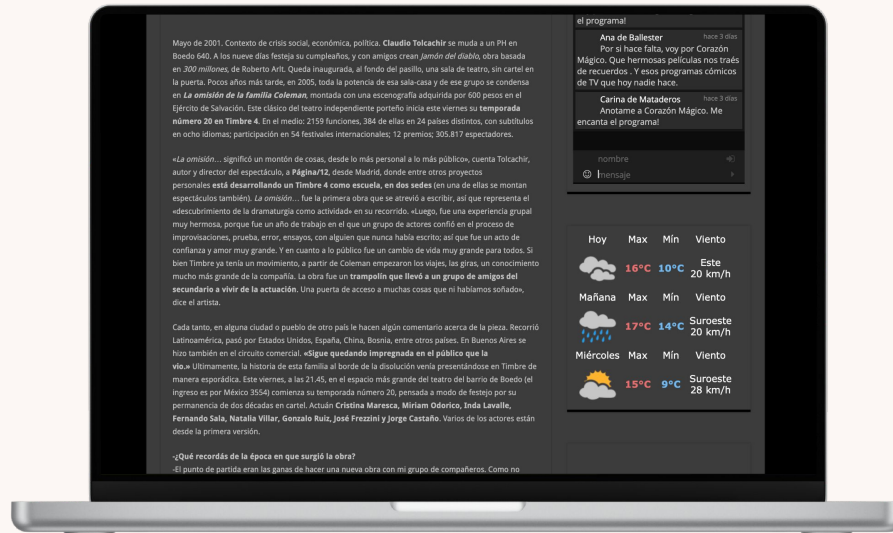 Mayo de 2001. Contexto de crisis social, económica, política. Claudio Tolcachir se muda a un PH en
Boedo 640. A los nueve días festeja su cumpleaños, y con amigos crean Jamón del diablo, obra basada
en 300 millones, de Roberto Arlt. Queda inaugurada, al fondo del pasillo, una sala de teatro, sin cartel en
la puerta. Pocos años más tarde, en 2005, toda la potencia de esa sala-casa y de ese grupo se condensa
en La omisión de la familia Coleman, montada con una escenografía adquirida por 600 pesos en el
Ejército de Salvación. Este clásico del teatro independiente porteño inicia este viernes su temporada
número 20 en Timbre 4. En el medio: 2159 funciones, 384 de ellas en 24 países distintos, con subtítulos
en ocho idiomas; participación en 54 festivales internacionales; 12 premios; 305.817 espectadores.
«La omisión... significó un montón de cosas, desde lo más personal a lo más público», cuenta Tolcachir,
autor y director del espectáculo, a Página/12, desde Madrid, donde entre otros proyectos
personales está desarrollando un Timbre 4 como escuela, en dos sedes (en una de ellas se montan
espectáculos también). La omisión... fue la primera obra que se atrevió a escribir, así que representa el
«descubrimiento de la dramaturgia como actividad» en su recorrido. «Luego, fue una experiencia grupal
muy hermosa, porque fue un año de trabajo en el que un grupo de actores confió en el proceso de
improvisaciones, prueba, error, ensayos, con alguien que nunca había escrito; así que fue un acto de
confianza y amor muy grande. Y en cuanto a lo público fue un cambio de vida muy grande para todos. Si
bien Timbre ya tenía un movimiento, a partir de Coleman empezaron los viajes, las giras, un conocimiento
mucho más grande de la compañía. La obra fue un trampolín que llevó a un grupo de amigos del
secundario a vivir de la actuación. Una puerta de acceso a muchas cosas que ni habíamos soñado»,
dice el artista.
Cada tanto, en alguna ciudad o pueblo de otro país le hacen algún comentario acerca de la pieza. Recorrió
Latinoamérica, pasó por Estados Unidos, España, China, Bosnia, entre otros países. En Buenos Aires se
hizo también en el circuito comercial. «Sigue quedando impregnada en el público que la
vio.» Ultimamente, la historia de esta familia al borde de la disolución venía presentándose en Timbre de
manera esporádica. Este viernes, a las 21.45, en el espacio más grande del teatro del barrio de Boedo (el
ingreso es por México 3554) comienza su temporada número 20, pensada a modo de festejo por su
permanencia de dos décadas en cartel. Actúan Cristina Maresca, Miriam Odorico, Inda Lavalle,
Fernando Sala, Natalia Villar, Gonzalo Ruiz, José Frezzini y Jorge Castaño. Varios de los actores están
desde la primera versión.
-¿Qué recordás de la época en que surgió la obra?
-El punto de partida eran las ganas de hacer una nueva obra con mi grupo de compañeros. Como no
el programa!
Ana de Ballester hace 3 días
Por si hace falta, voy por Corazón
Mágico. Que hermosas películas nos traés
de recuerdos . Y esos programas cómicos
de TV que hoy nadie hace.
Carina de Mataderos hace 3 días
Anotame a Corazón Mágico. Me
encanta el programa!
nombre
mensaje
Hoy Max Mín Viento
16°C 10°C Este
20 km/h
Mañana Max Mín Viento
17°C 14°C Suroeste
20 km/h
Miércoles Max Mín Viento
15°C 9°C Suroeste
28 km/h